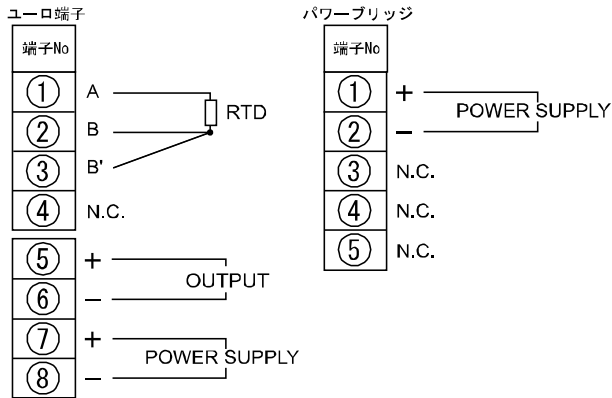 ユーロ端子
端子No
① A
RTD
② B
③ B'
④ N.C.
⑤ +
OUTPUT
⑥ −
⑦ +
POWER SUPPLY
⑧ −
パワーブリッジ
端子No
① +
POWER SUPPLY
② −
③ N.C.
④ N.C.
⑤ N.C.